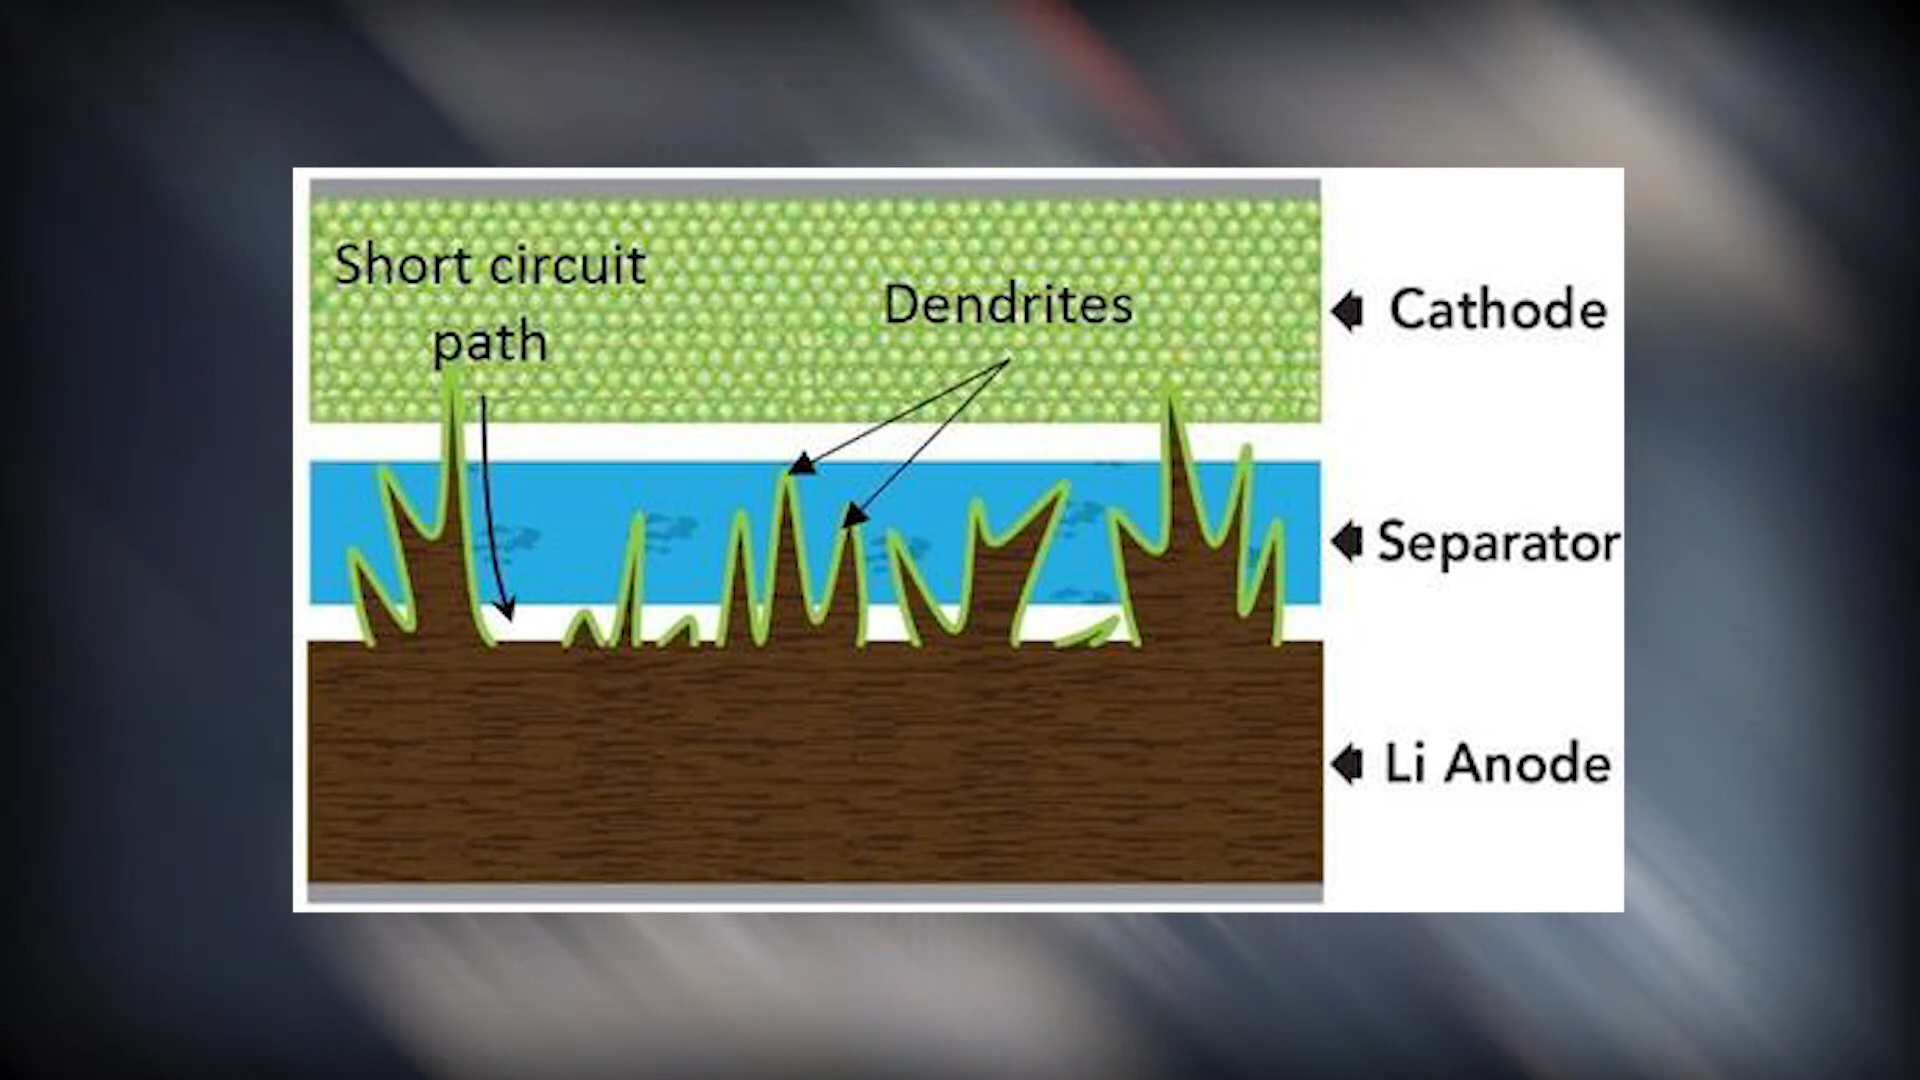 Short circuit
path
Dendrites
Cathode
Separator
Li Anode